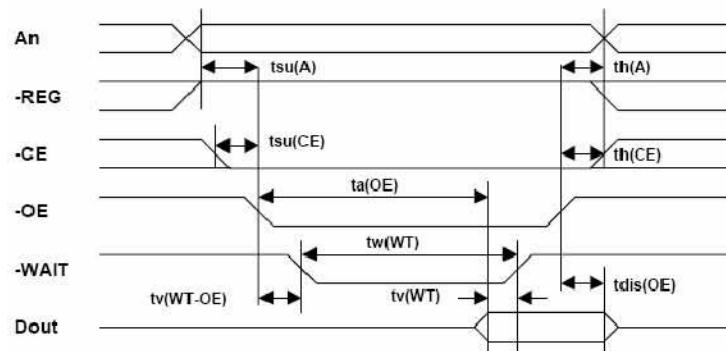 An
tsu(A)
th(A)
-REG
tsu(CE)
-CE
th(CE)
ta(OE)
-OE
tw(WT)
-WAIT
tv(WT-OE)
tv(WT)
tdis(OE)
Dout